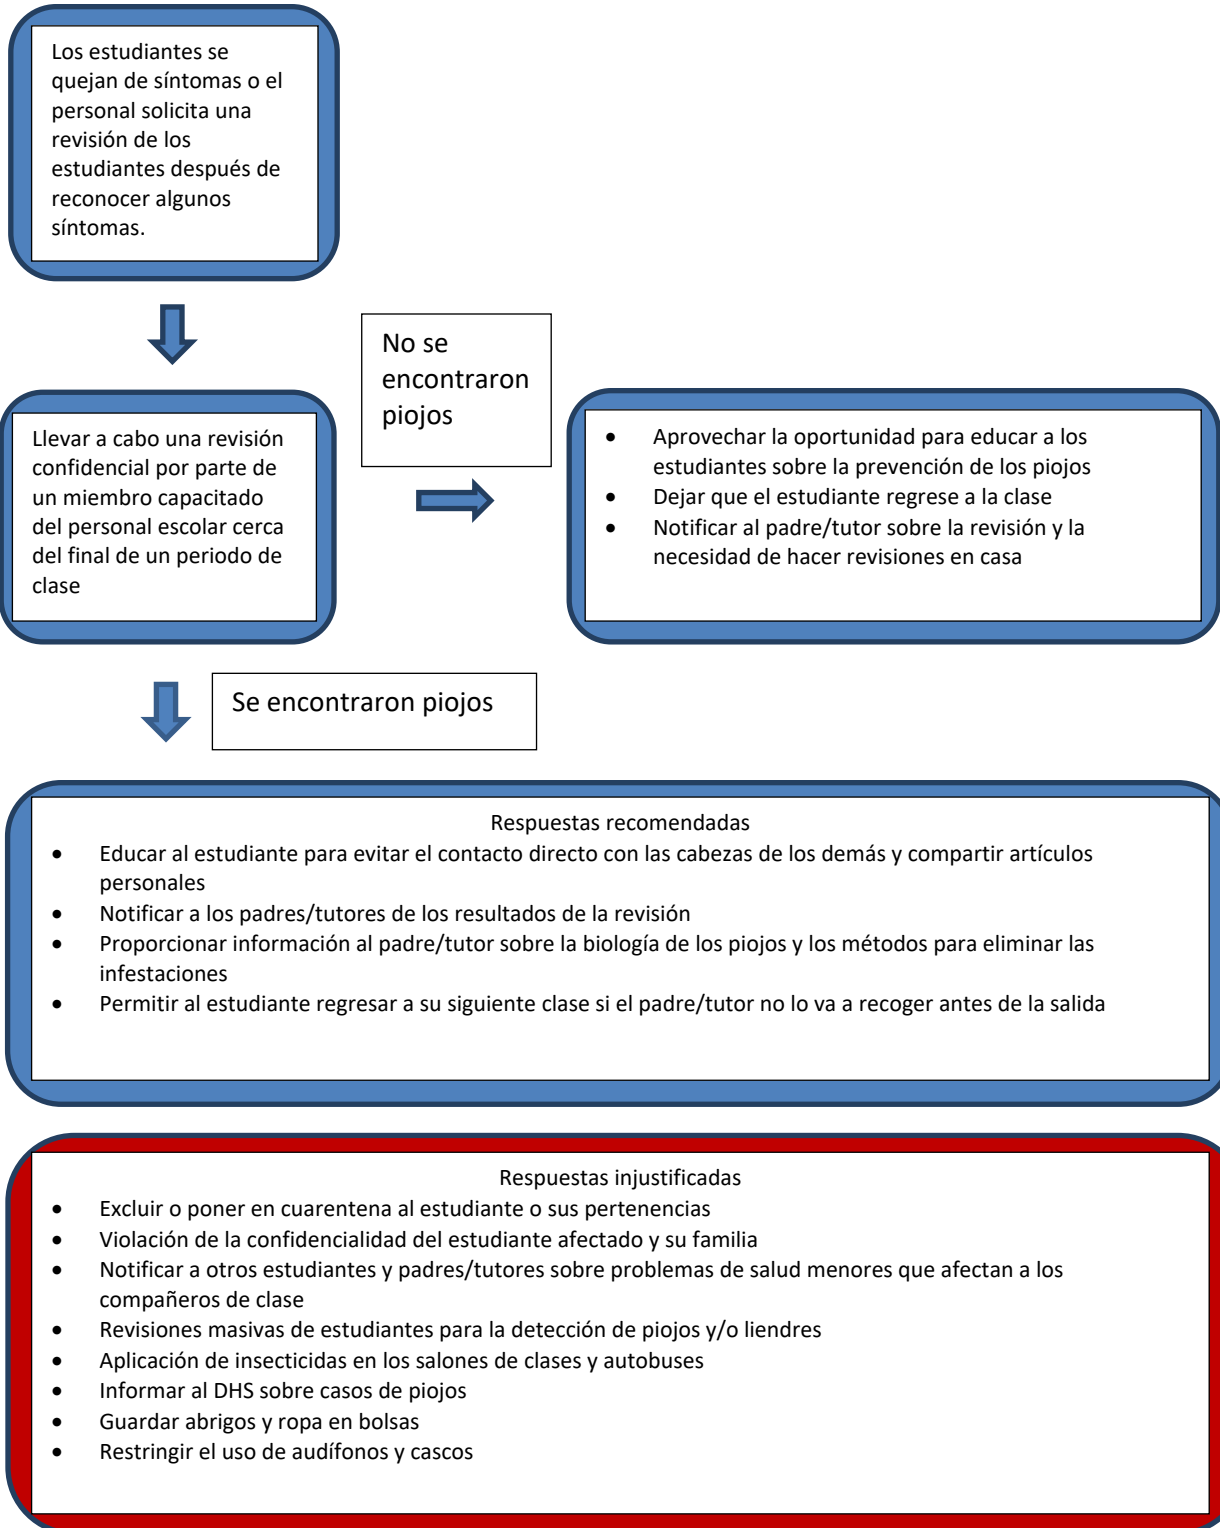 Los estudiantes se
quejan de síntomas o el
personal solicita una
revisión de los
estudiantes después de
reconocer algunos
síntomas.
No se
encontraron
piojos
Llevar a cabo una revisión
confidencial por parte de
un miembro capacitado
del personal escolar cerca
del final de un periodo de
clase
• Aprovechar la oportunidad para educar a los
estudiantes sobre la prevención de los piojos
• Dejar que el estudiante regrese a la clase
• Notificar al padre/tutor sobre la revisión y la
necesidad de hacer revisiones en casa
Se encontraron piojos
Respuestas recomendadas
• Educar al estudiante para evitar el contacto directo con las cabezas de los demás y compartir artículos
personales
• Notificar a los padres/tutores de los resultados de la revisión
• Proporcionar información al padre/tutor sobre la biología de los piojos y los métodos para eliminar las
infestaciones
• Permitir al estudiante regresar a su siguiente clase si el padre/tutor no lo va a recoger antes de la salida
Respuestas injustificadas
• Excluir o poner en cuarentena al estudiante o sus pertenencias
• Violación de la confidencialidad del estudiante afectado y su familia
• Notificar a otros estudiantes y padres/tutores sobre problemas de salud menores que afectan a los
compañeros de clase
• Revisiones masivas de estudiantes para la detección de piojos y/o liendres
• Aplicación de insecticidas en los salones de clases y autobuses
• Informar al DHS sobre casos de piojos
• Guardar abrigos y ropa en bolsas
• Restringir el uso de audífonos y cascos